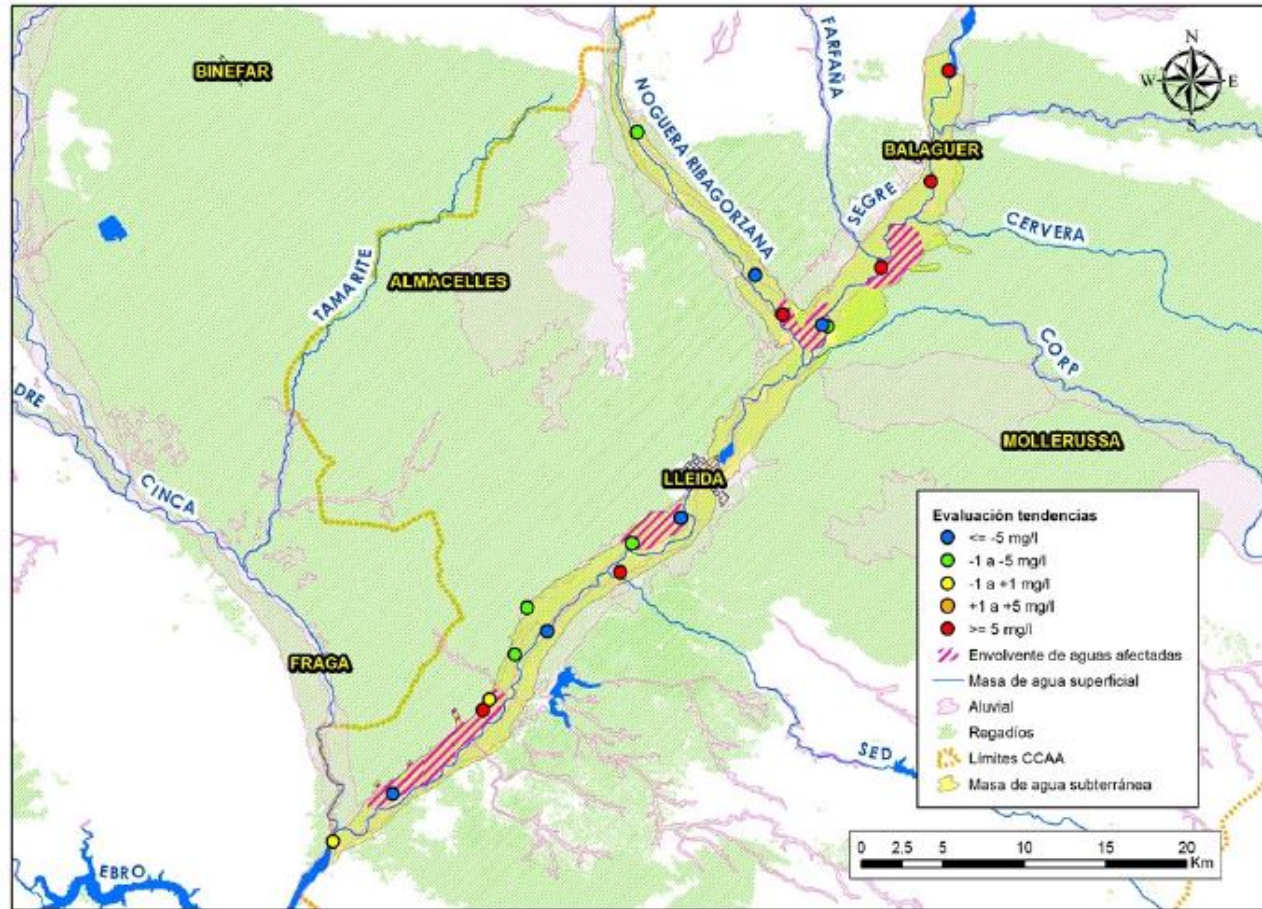 BINEFAR
NOGUERA RIBAGORZANA
FARFAÑA
N
W E
S
BALAGUER
SEGRE
CERVERA
TAMARITE
ALMACELLES
CORP
DRE
MOLLERUSSA
CINCA
LLEIDA
FRAGA
SED
EBRO
Evaluación tendencias
<= -5 mg/l
-1 a -5 mg/l
-1 a +1 mg/l
+1 a +5 mg/l
>= 5 mg/l
Envolvente de aguas afectadas
Masa de agua superficial
Aluvial
Regadíos
Límites CCAA
Masa de agua subterránea
0 2,5 5 10 15 20
Km